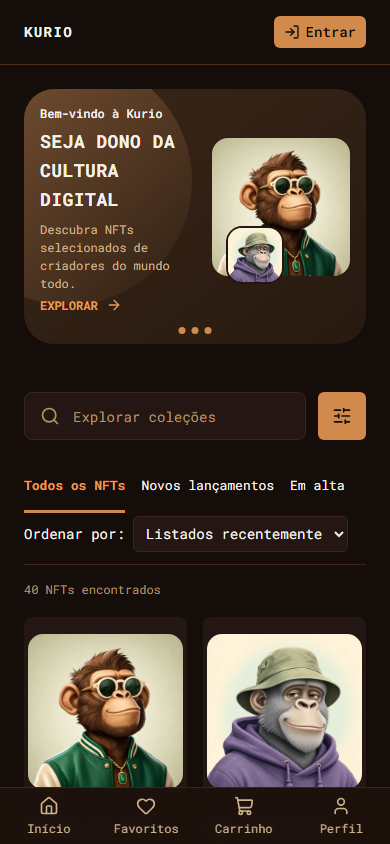 KURIO
Entrar
Bem-vindo à Kurio
SEJA DONO DA
CULTURA
DIGITAL
Descubra NFTs
selecionados de
criadores do mundo
todo.
EXPLORAR
Explorar coleções
Todos os NFTs
Novos lançamentos
Em alta
Ordenar por:
Listados recentemente
40 NFTs encontrados
Início
Favoritos
Carrinho
Perfil